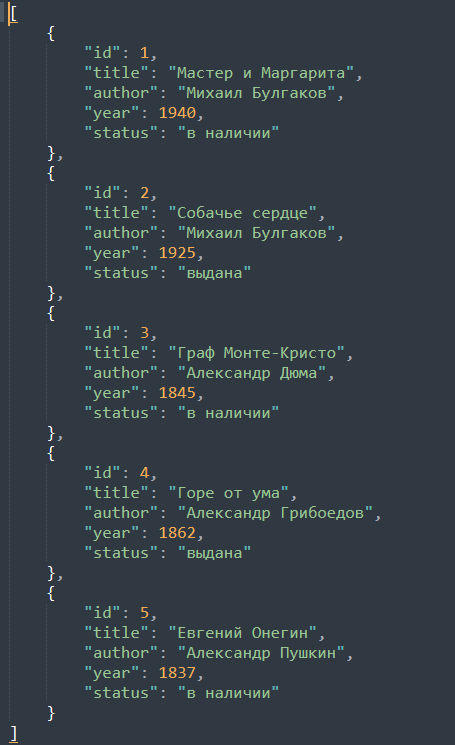 [
    {
        "id": 1,
        "title": "Мастер и Маргарита",
        "author": "Михаил Булгаков",
        "year": 1940,
        "status": "в наличии"
    },
    {
        "id": 2,
        "title": "Собачье сердце",
        "author": "Михаил Булгаков",
        "year": 1925,
        "status": "выдана"
    },
    {
        "id": 3,
        "title": "Граф Монте-Кристо",
        "author": "Александр Дюма",
        "year": 1845,
        "status": "в наличии"
    },
    {
        "id": 4,
        "title": "Горе от ума",
        "author": "Александр Грибоедов",
        "year": 1862,
        "status": "выдана"
    },
    {
        "id": 5,
        "title": "Евгений Онегин",
        "author": "Александр Пушкин",
        "year": 1837,
        "status": "в наличии"
    }
]